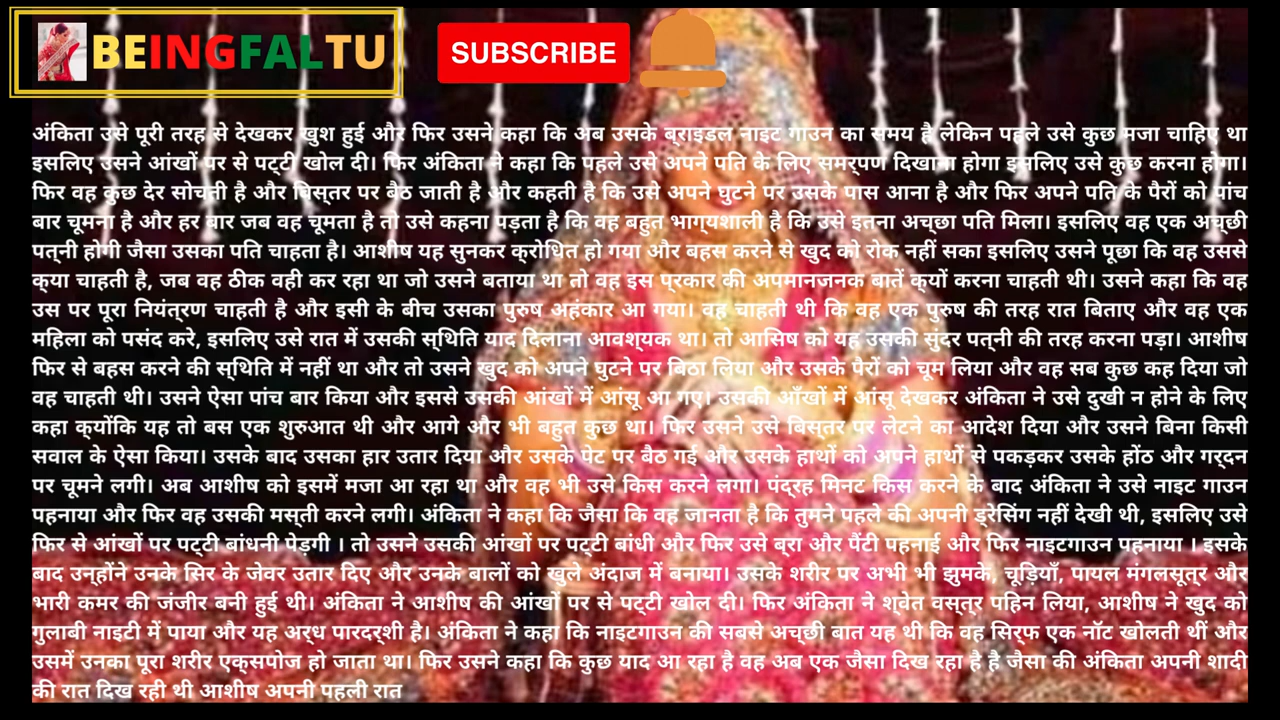 BEINGFALTU
SUBSCRIBE
अंकिता उसे पूरी तरह से देखकर खुश हुई और फिर उसने कहा कि अब उसके ब्राइडल नाइट गाउन का समय है लेकिन पहले उसे कुछ मजा चाहिए था
इसलिए उसने आंखों पर से पट्टी खोल दी। फिर अंकिता ने कहा कि पहले उसे अपने पति के लिए समर्पण दिखाना होगा इसलिए उसे कुछ करना होगा।
फिर वह कुछ देर सोचती है और बिस्तर पर बैठ जाती है और कहती है कि उसे अपने घुटने पर उसके पास आना है और फिर अपने पति के पैरों को पांच
बार चूमना है और हर बार जब वह चूमता है तो उसे कहना पड़ता है कि वह बहुत भाग्यशाली है कि उसे इतना अच्छा पति मिला। इसलिए वह एक अच्छी
पत्नी होगी जैसा उसका पति चाहता है। आशीष यह सुनकर क्रोधित हो गया और बहस करने से खुद को रोक नहीं सका इसलिए उसने पूछा कि वह उससे
क्या चाहती है, जब वह ठीक वही कर रहा था जो उसने बताया था तो वह इस प्रकार की अपमानजनक बातें क्यों करना चाहती थी। उसने कहा कि वह
उस पर पूरा नियंत्रण चाहती है और इसी के बीच उसका पुरुष अहंकार आ गया। वह चाहती थी कि वह एक पुरुष की तरह रात बिताए और वह एक
महिला को पसंद करे, इसलिए उसे रात में उसकी स्थिति याद दिलाना आवश्यक था। तो आसिष को यह उसकी सुंदर पत्नी की तरह करना पड़ा। आशीष
फिर से बहस करने की स्थिति में नहीं था और तो उसने खुद को अपने घुटने पर बिठा लिया और उसके पैरों को चूम लिया और वह सब कुछ कह दिया जो
वह चाहती थी। उसने ऐसा पांच बार किया और इससे उसकी आंखों में आंसू आ गए। उसकी आँखों में आंसू देखकर अंकिता ने उसे दुखी न होने के लिए
कहा क्योंकि यह तो बस एक शुरुआत थी और आगे और भी बहुत कुछ था। फिर उसने उसे बिस्तर पर लेटने का आदेश दिया और उसने बिना किसी
सवाल के ऐसा किया। उसके बाद उसका हार उतार दिया और उसके पेट पर बैठ गई और उसके हाथों को अपने हाथों से पकड़कर उसके होंठ और गर्दन
पर चूमने लगी। अब आशीष को इसमें मजा आ रहा था और वह भी उसे किस करने लगा। पंद्रह मिनट किस करने के बाद अंकिता ने उसे नाइट गाउन
पहनाया और फिर वह उसकी मस्ती करने लगी। अंकिता ने कहा कि जैसा कि वह जानता है कि तुमने पहले की अपनी ड्रेसिंग नहीं देखी थी, इसलिए उसे
फिर से आंखों पर पट्टी बांधनी पेड़गी । तो उसने उसकी आंखों पर पट्टी बांधी और फिर उसे ब्रा और पैंटी पहनाई और फिर नाइटगाउन पहनाया । इसके
बाद उन्होंने उनके सिर के जेवर उतार दिए और उनके बालों को खुले अंदाज में बनाया। उसके शरीर पर अभी भी झुमके, चूड़ियाँ, पायल मंगलसूत्र और
भारी कमर की जंजीर बनी हुई थी। अंकिता ने आशीष की आंखों पर से पट्टी खोल दी। फिर अंकिता ने श्वेत वस्त्र पहिन लिया, आशीष ने खुद को
गुलाबी नाइटी में पाया और यह अर्ध पारदर्शी है। अंकिता ने कहा कि नाइटगाउन की सबसे अच्छी बात यह थी कि वह सिर्फ एक नॉट खोलती थीं और
उसमें उनका पूरा शरीर एक्सपोज हो जाता था। फिर उसने कहा कि कुछ याद आ रहा है वह अब एक जैसा दिख रहा है है जैसा की अंकिता अपनी शादी
की रात दिख रही थी आशीष अपनी पहली रात